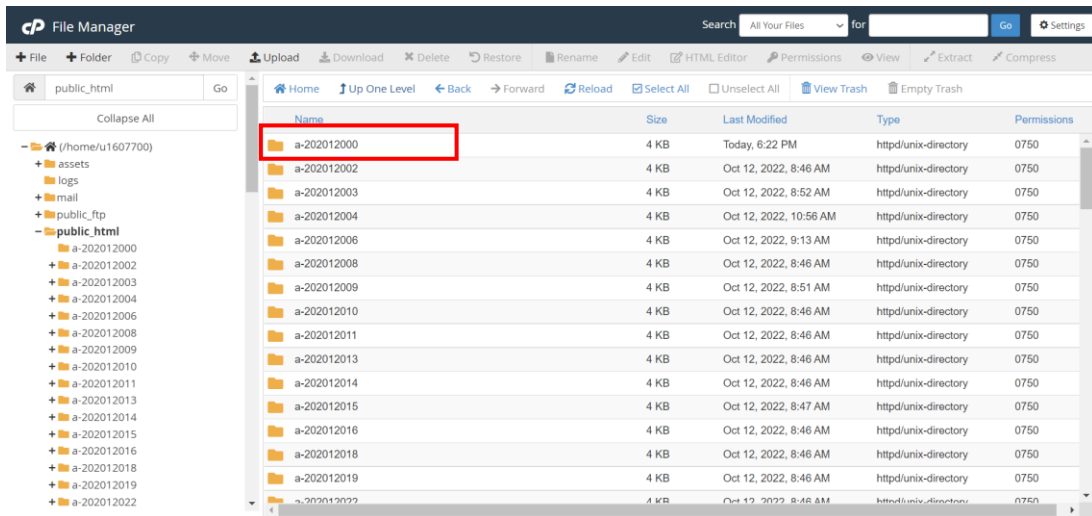 cP File Manager Search All Your Files for Go Settings
File Folder Copy Move Upload Download Delete Restore Rename Edit HTML Editor Permissions View Extract Compress
public_html Go
Home Up One Level Back Forward Reload Select All Unselect All View Trash Empty Trash
Collapse All
(/home/u1607700)
assets
logs
mail
public_ftp
public_html
a-202012000
a-202012002
a-202012003
a-202012004
a-202012006
a-202012008
a-202012009
a-202012010
a-202012011
a-202012013
a-202012014
a-202012015
a-202012016
a-202012018
a-202012019
a-202012022
Name Size Last Modified Type Permissions
a-202012000 4 KB Today, 6:22 PM httpd/unix-directory 0750
a-202012002 4 KB Oct 12, 2022, 8:46 AM httpd/unix-directory 0750
a-202012003 4 KB Oct 12, 2022, 8:52 AM httpd/unix-directory 0750
a-202012004 4 KB Oct 12, 2022, 10:56 AM httpd/unix-directory 0750
a-202012006 4 KB Oct 12, 2022, 9:13 AM httpd/unix-directory 0750
a-202012008 4 KB Oct 12, 2022, 8:46 AM httpd/unix-directory 0750
a-202012009 4 KB Oct 12, 2022, 8:51 AM httpd/unix-directory 0750
a-202012010 4 KB Oct 12, 2022, 8:46 AM httpd/unix-directory 0750
a-202012011 4 KB Oct 12, 2022, 8:46 AM httpd/unix-directory 0750
a-202012013 4 KB Oct 12, 2022, 8:46 AM httpd/unix-directory 0750
a-202012014 4 KB Oct 12, 2022, 8:46 AM httpd/unix-directory 0750
a-202012015 4 KB Oct 12, 2022, 8:47 AM httpd/unix-directory 0750
a-202012016 4 KB Oct 12, 2022, 8:46 AM httpd/unix-directory 0750
a-202012018 4 KB Oct 12, 2022, 8:46 AM httpd/unix-directory 0750
a-202012019 4 KB Oct 12, 2022, 8:46 AM httpd/unix-directory 0750
a-202012022 4 KB Oct 12, 2022, 8:46 AM httpd/unix-directory 0750